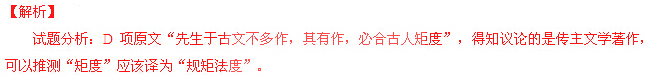 【解析】
试题分析：D 项原文“先生于古文不多作，其有作，必合古人矩度”，得知议论的是传主文学著作，
可以推测“矩度”应该译为“规矩法度”。